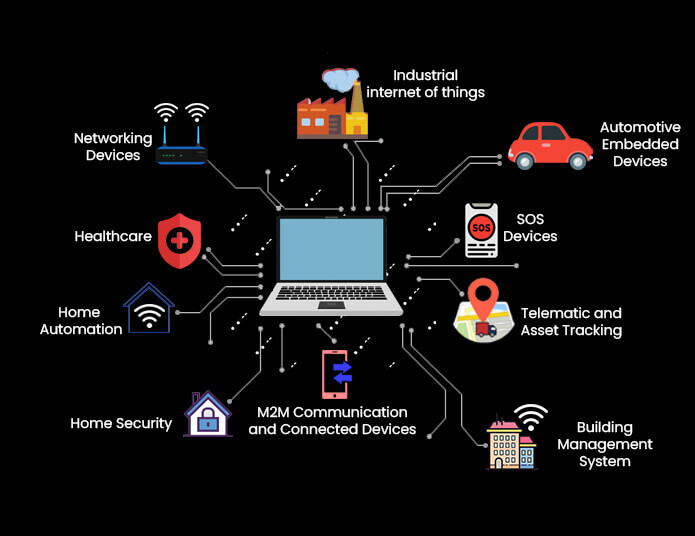 Industrial
internet of things
Networking
Devices
Automotive
Embedded
Devices
Healthcare
SOS
SOS
Devices
Home
Automation
Telematic and
Asset Tracking
Home Security
M2M Communication
and Connected Devices
Building
Management
System